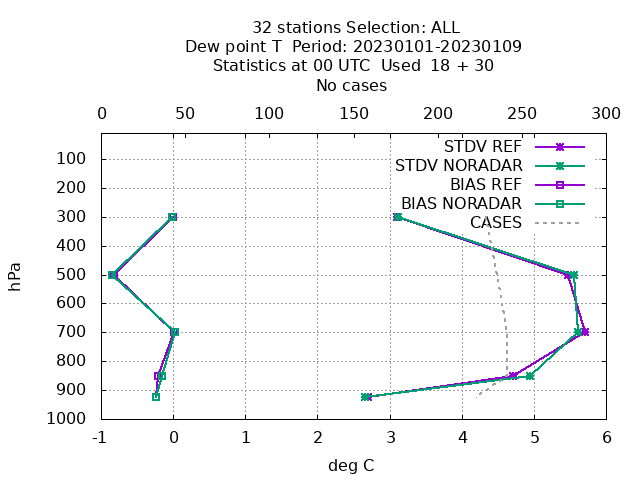 32 stations Selection: ALL
Dew point T  Period: 20230101-20230109
Statistics at 00 UTC  Used  18 + 30
No cases
0 50 100 150 200 250 300
STDV REF
STDV NORADAR
BIAS REF
BIAS NORADAR
CASES
100
200
300
400
500
600
700
800
900
1000
hPa
-1 0 1 2 3 4 5 6
deg C